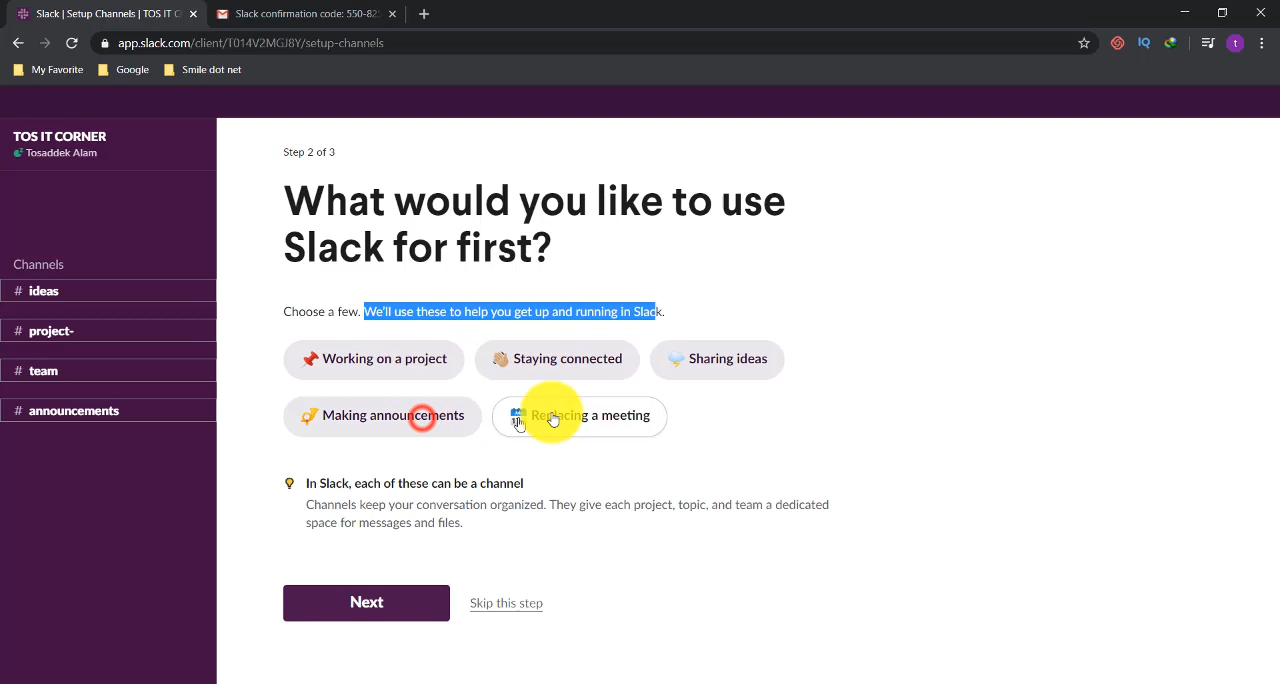 Slack | Setup Channels | TOS IT C
Slack confirmation code: 550-82
app.slack.com/client/T014V2MGJ8Y/setup-channels
IQ
t
My Favorite
Google
Smile dot net
TOS IT CORNER
Tosaddek Alam
Channels
# ideas
# project-
# team
# announcements
Step 2 of 3
What would you like to use
Slack for first?
Choose a few. We'll use these to help you get up and running in Slack.
Working on a project
Staying connected
Sharing ideas
Making announcements
Replacing a meeting
In Slack, each of these can be a channel
Channels keep your conversation organized. They give each project, topic, and team a dedicated
space for messages and files.
Next
Skip this step